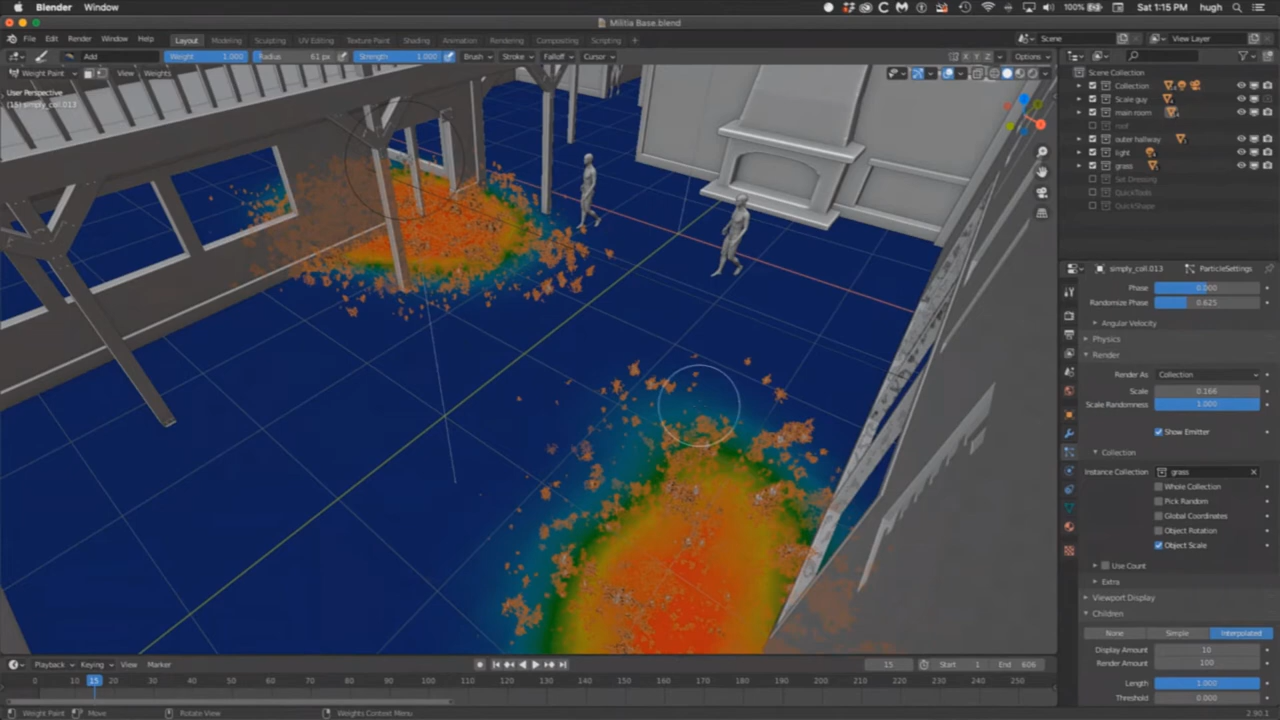 Blender Window 100% Sat 1:15 PM hugh
Militia Base.blend
File Edit Render Window Help Layout Modeling Sculpting UV Editing Texture Paint Shading Animation Rendering Compositing Scripting + Scene View Layer
Add Weight 1.000 Radius 61 px Strength 1.000 Brush Stroke Falloff Cursor X Y Z Options
Weight Paint View Weights
User Perspective
(15) simply_col.013
Scene Collection
Collection
Scale guy
main room
roof
outer hallway
light
grass
Set Dressing
QuickTools
QuickShape
simply_col.013 ParticleSettings
Phase 0.000
Randomize Phase 0.625
Angular Velocity
Physics
Render
Render As Collection
Scale 0.166
Scale Randomness 1.000
Show Emitter
Collection
Instance Collection grass
Whole Collection
Pick Random
Global Coordinates
Object Rotation
Object Scale
Use Count
Extra
Viewport Display
Children
None Simple Interpolated
Display Amount 10
Render Amount 100
Length 1.000
Threshold 0.000
Playback Keying View Marker 15 Start 1 End 606
0 10 15 20 30 40 50 60 70 80 90 100 110 120 130 140 150 160 170 180 190 200 210 220 230 240 250
Weight Paint Move Rotate View Weights Context Menu 2.90.1